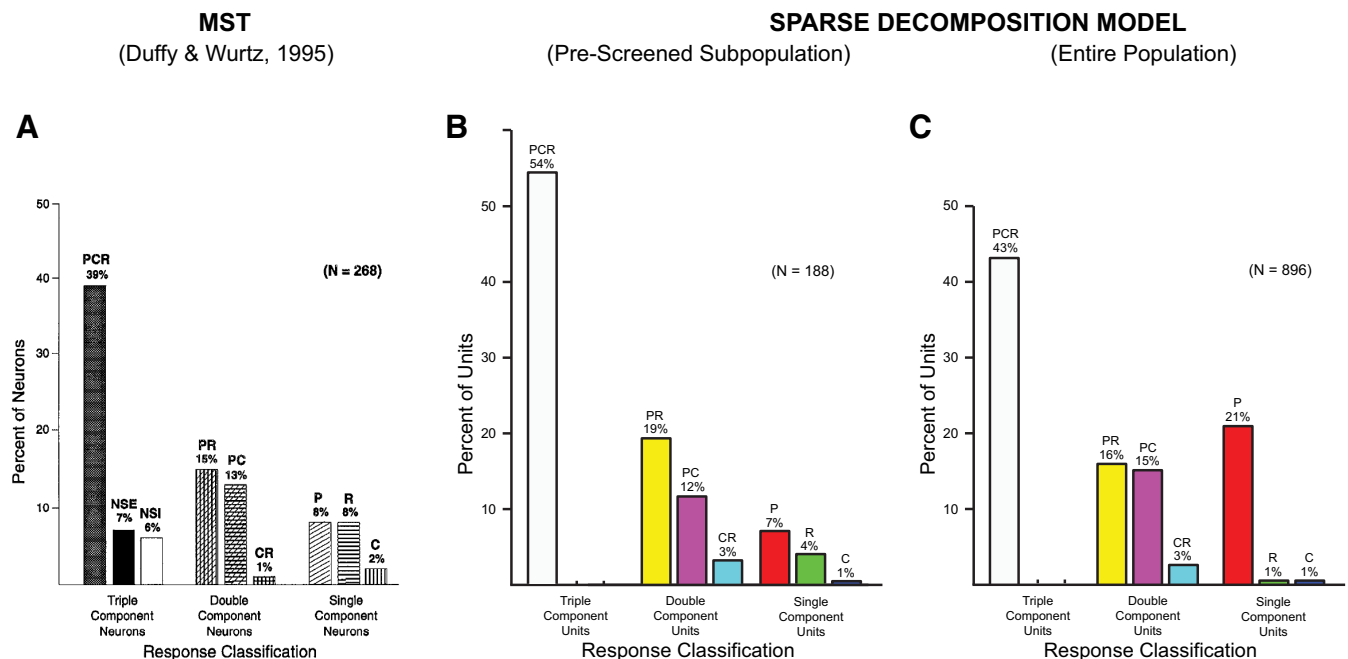 MST
(Duffy & Wurtz, 1995)
SPARSE DECOMPOSITION MODEL
(Pre-Screened Subpopulation)
(Entire Population)
A
Percent of Neurons
50
40
30
20
10
PCR
39%
NSE
7%
NSI
6%
PR
15%
PC
13%
CR
1%
P
8%
R
8%
C
2%
(N = 268)
Triple
Component
Neurons
Double
Component
Neurons
Single
Component
Neurons
Response Classification
B
Percent of Units
50
40
30
20
10
PCR
54%
PR
19%
PC
12%
CR
3%
P
7%
R
4%
C
1%
(N = 188)
Triple
Component
Units
Double
Component
Units
Single
Component
Units
Response Classification
C
Percent of Units
50
40
30
20
10
PCR
43%
PR
16%
PC
15%
CR
3%
P
21%
R
1%
C
1%
(N = 896)
Triple
Component
Units
Double
Component
Units
Single
Component
Units
Response Classification